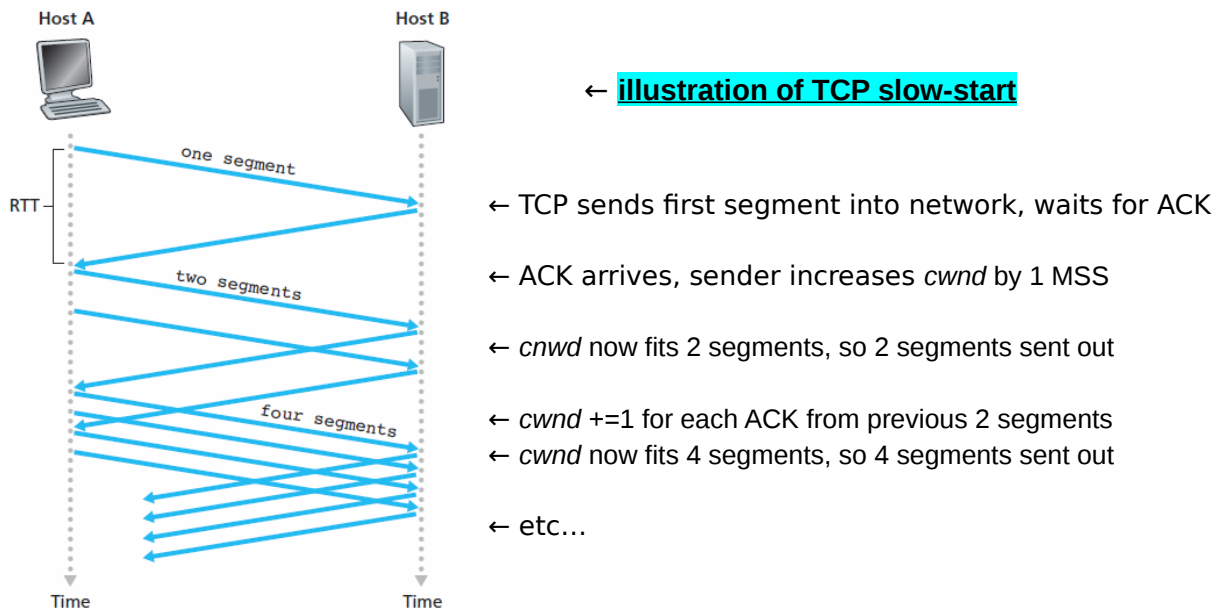 Host A
Host B
← illustration of TCP slow-start
one segment
RTT
← TCP sends first segment into network, waits for ACK
two segments
← ACK arrives, sender increases cwnd by 1 MSS
← cnwd now fits 2 segments, so 2 segments sent out
four segments
← cwnd +=1 for each ACK from previous 2 segments
← cwnd now fits 4 segments, so 4 segments sent out
← etc...
Time
Time